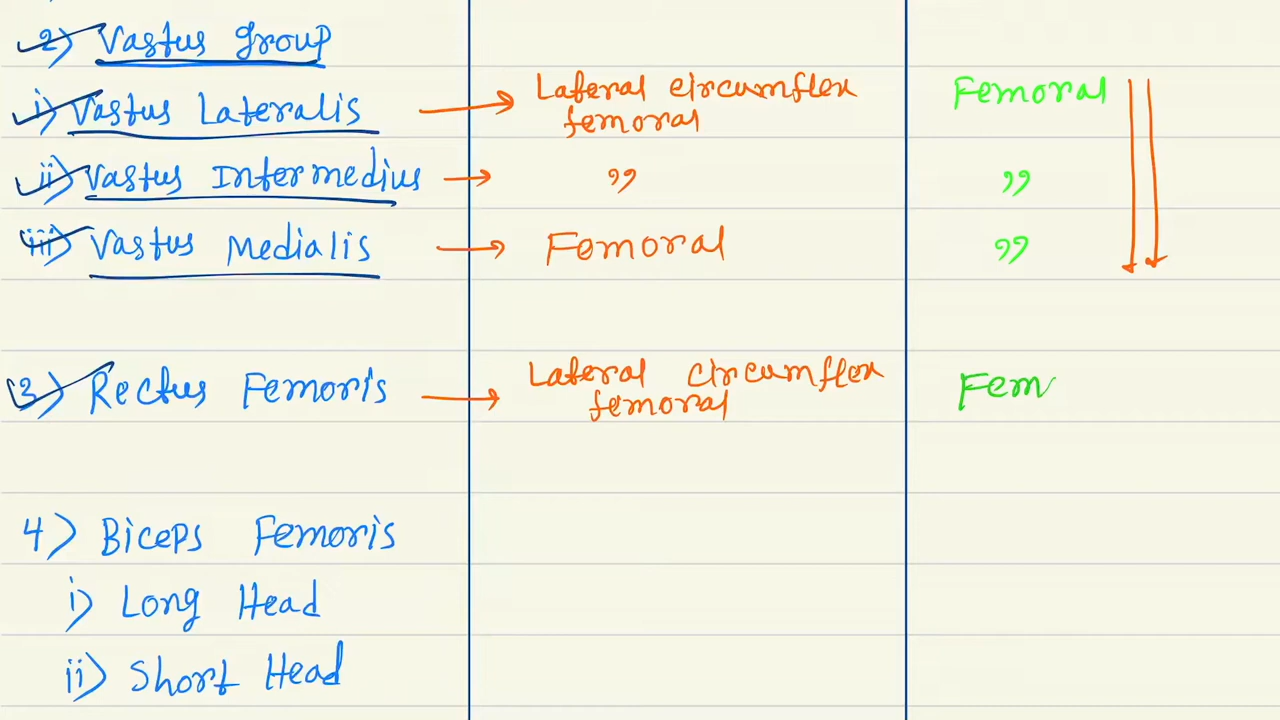 2) Vastus Group
i) Vastus Lateralis → Lateral circumflex Femoral
femoral
ii) Vastus Intermedius → ,, ,,
iii) Vastus Medialis → Femoral ,,
3) Rectus Femoris → Lateral circumflex Fem
femoral
4) Biceps Femoris
i) Long Head
ii) Short Head